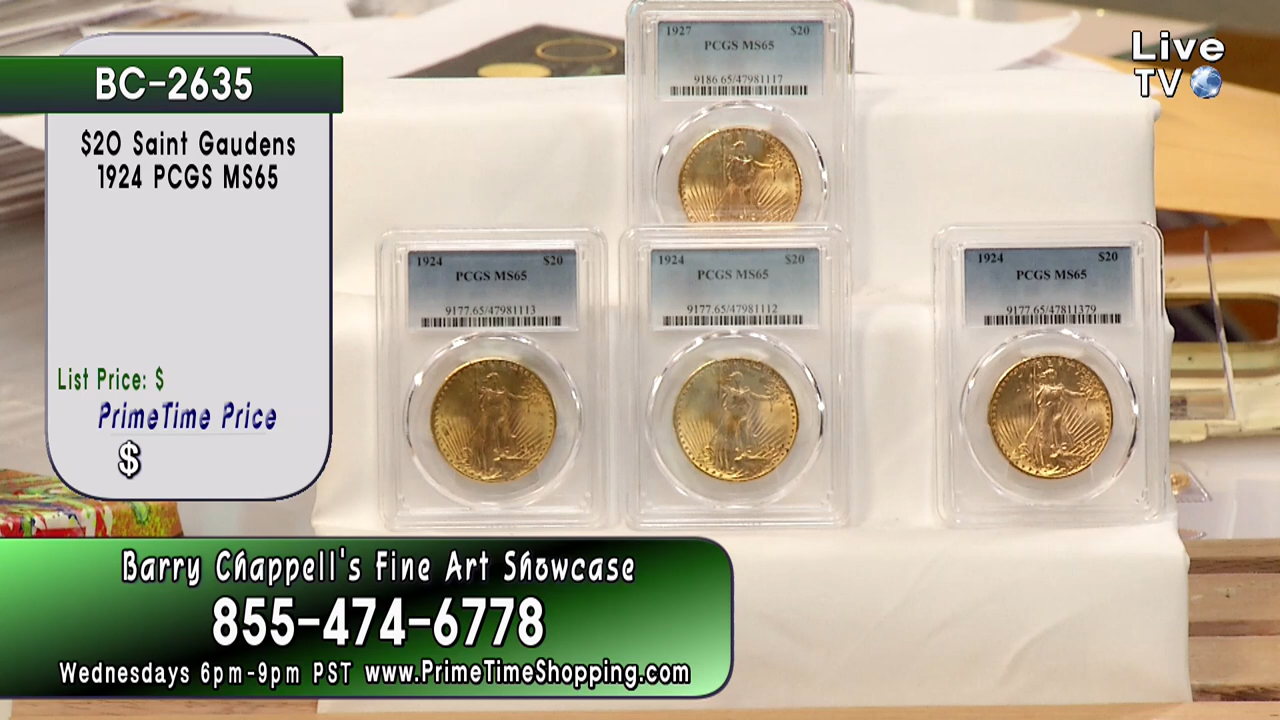 BC-2635
$20 Saint Gaudens
1924 PCGS MS65
List Price: $
PrimeTime Price
$
Live
TV
1927 $20
PCGS MS65
9186.65/47981117
1924 $20
PCGS MS65
9177.65/47981113
1924 $20
PCGS MS65
9177.65/47981112
1924 $20
PCGS MS65
9177.65/47811379
Barry Chappell's Fine Art Showcase
855-474-6778
Wednesdays 6pm-9pm PST www.PrimeTimeShopping.com